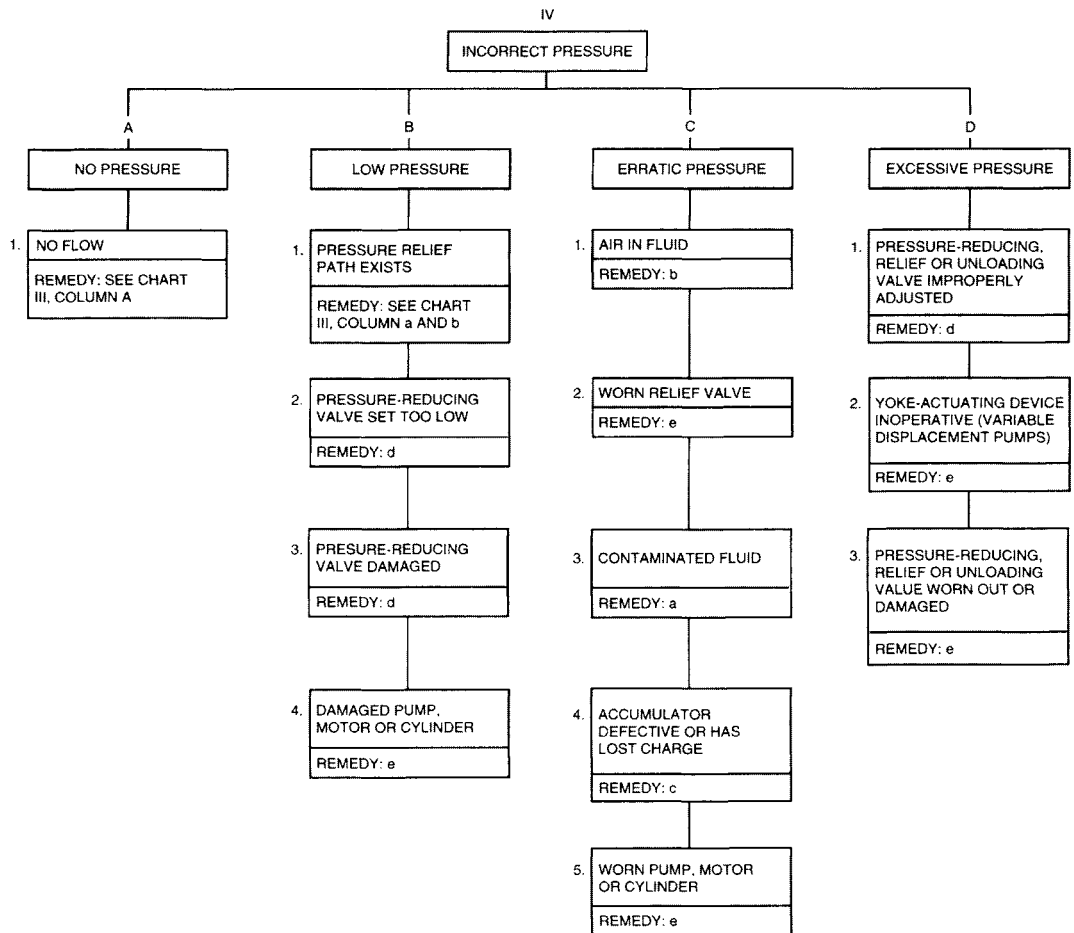 IV
INCORRECT PRESSURE
A
NO PRESSURE
1. NO FLOW
REMEDY: SEE CHART
III, COLUMN A
B
LOW PRESSURE
1. PRESSURE RELIEF
PATH EXISTS
REMEDY: SEE CHART
III, COLUMN a AND b
2. PRESSURE-REDUCING
VALVE SET TOO LOW
REMEDY: d
3. PRESURE-REDUCING
VALVE DAMAGED
REMEDY: d
4. DAMAGED PUMP,
MOTOR OR CYLINDER
REMEDY: e
C
ERRATIC PRESSURE
1. AIR IN FLUID
REMEDY: b
2. WORN RELIEF VALVE
REMEDY: e
3. CONTAMINATED FLUID
REMEDY: a
4. ACCUMULATOR
DEFECTIVE OR HAS
LOST CHARGE
REMEDY: c
5. WORN PUMP, MOTOR
OR CYLINDER
REMEDY: e
D
EXCESSIVE PRESSURE
1. PRESSURE-REDUCING,
RELIEF OR UNLOADING
VALVE IMPROPERLY
ADJUSTED
REMEDY: d
2. YOKE-ACTUATING DEVICE
INOPERATIVE (VARIABLE
DISPLACEMENT PUMPS)
REMEDY: e
3. PRESSURE-REDUCING,
RELIEF OR UNLOADING
VALUE WORN OUT OR
DAMAGED
REMEDY: e